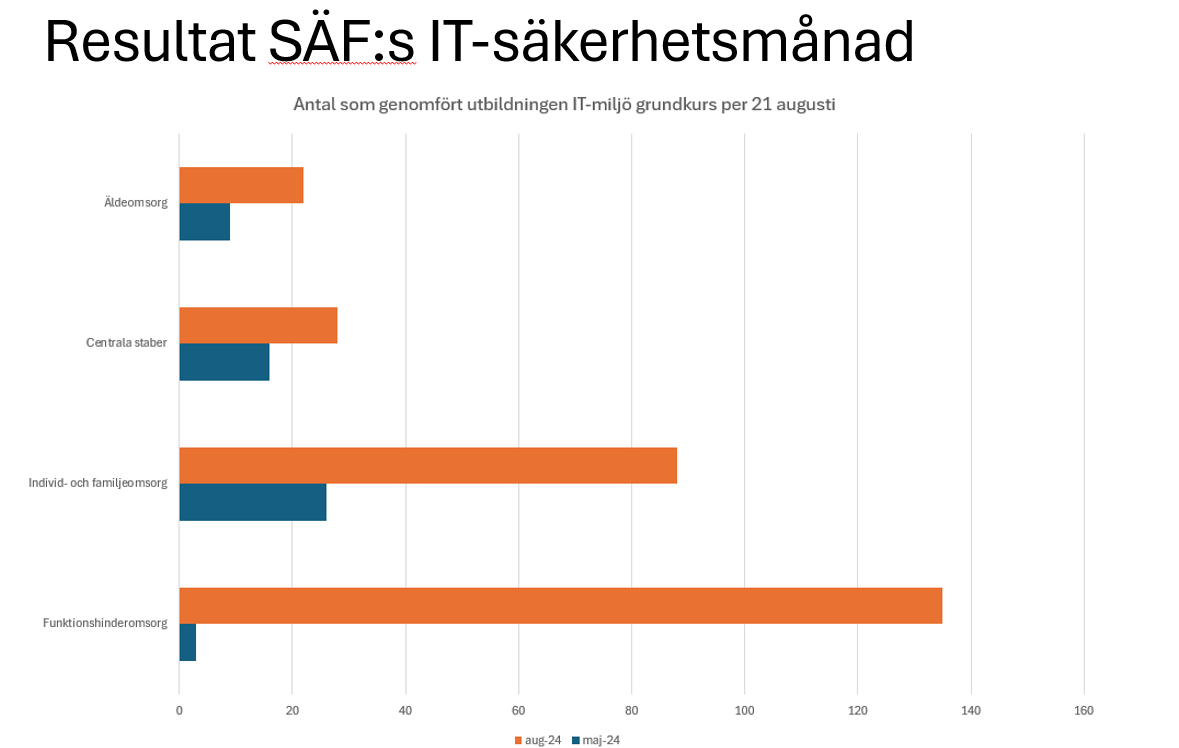 Resultat SÄF:s IT-säkerhetsmånad
Antal som genomfört utbildningen IT-miljö grundkurs per 21 augusti
Äldeomsorg
Centrala staber
Individ- och familjeomsorg
Funktionshinderomsorg
0 20 40 60 80 100 120 140 160
aug-24 maj-24